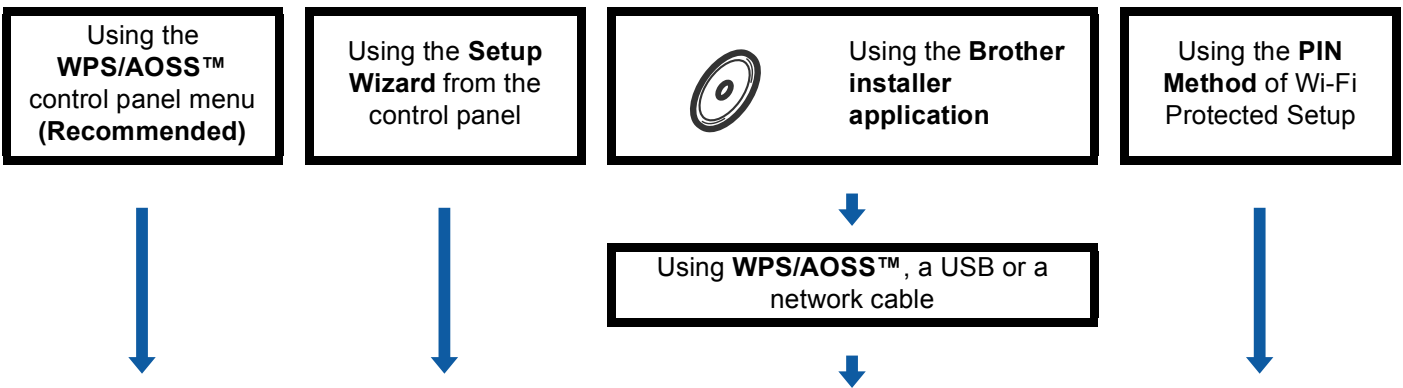 Using the
WPS/AOSS™
control panel menu
(Recommended)
Using the Setup
Wizard from the
control panel
Using the Brother
installer
application
Using the PIN
Method of Wi-Fi
Protected Setup
Using WPS/AOSS™, a USB or a
network cable